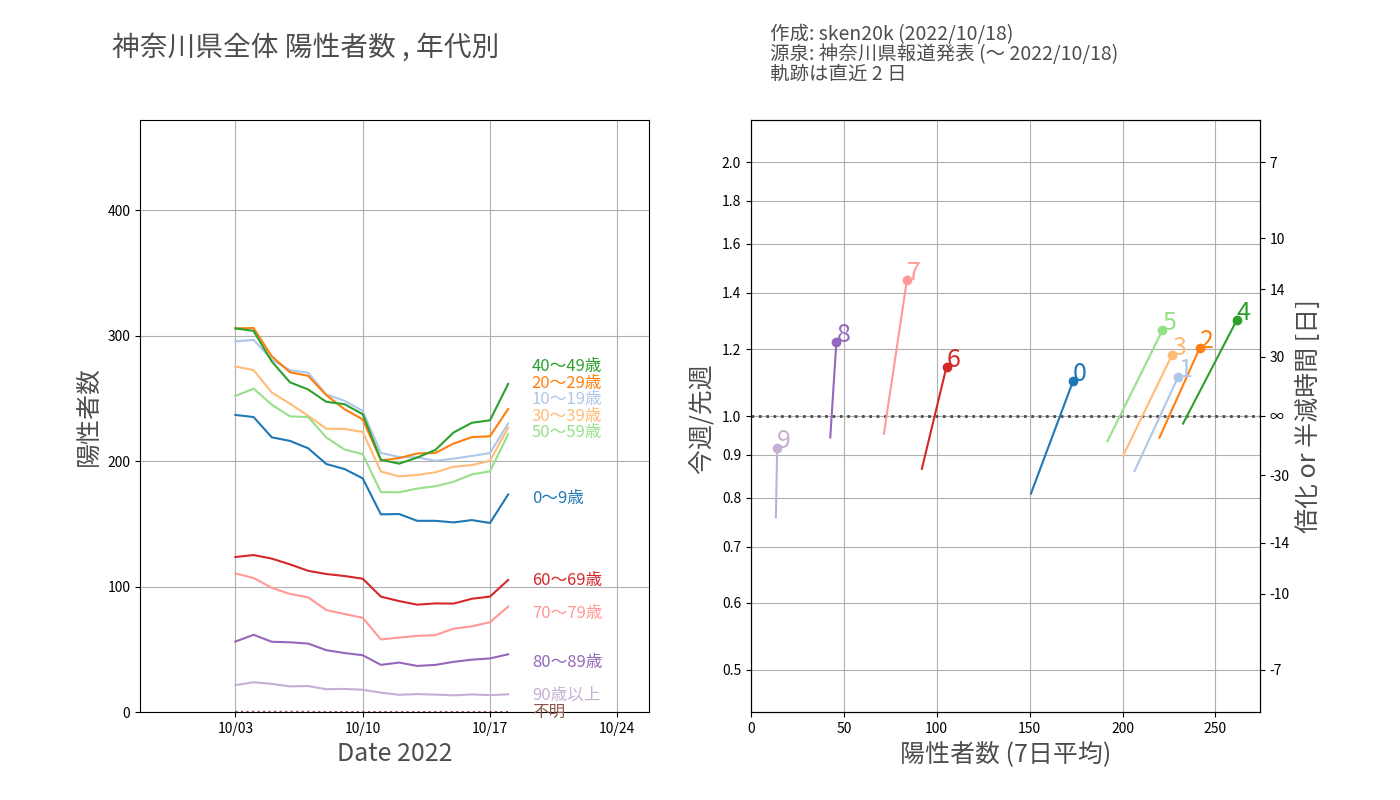 神奈川県全体 陽性者数 , 年代別
作成: sken20k (2022/10/18)
源泉: 神奈川県報道発表 (～ 2022/10/18)
軌跡は直近 2 日
陽性者数
400
300
200
100
0
10/03
10/10
10/17
10/24
Date 2022
40～49歳
20～29歳
10～19歳
30～39歳
50～59歳
0～9歳
60～69歳
70～79歳
80～89歳
90歳以上
不明
今週/先週
2.0
1.8
1.6
1.4
1.2
1.0
0.9
0.8
0.7
0.6
0.5
0
50
100
150
200
250
陽性者数 (7日平均)
9
8
7
6
0
5
3
1
2
4
7
10
14
30
∞
-30
-14
-10
-7
倍化 or 半減時間 [日]